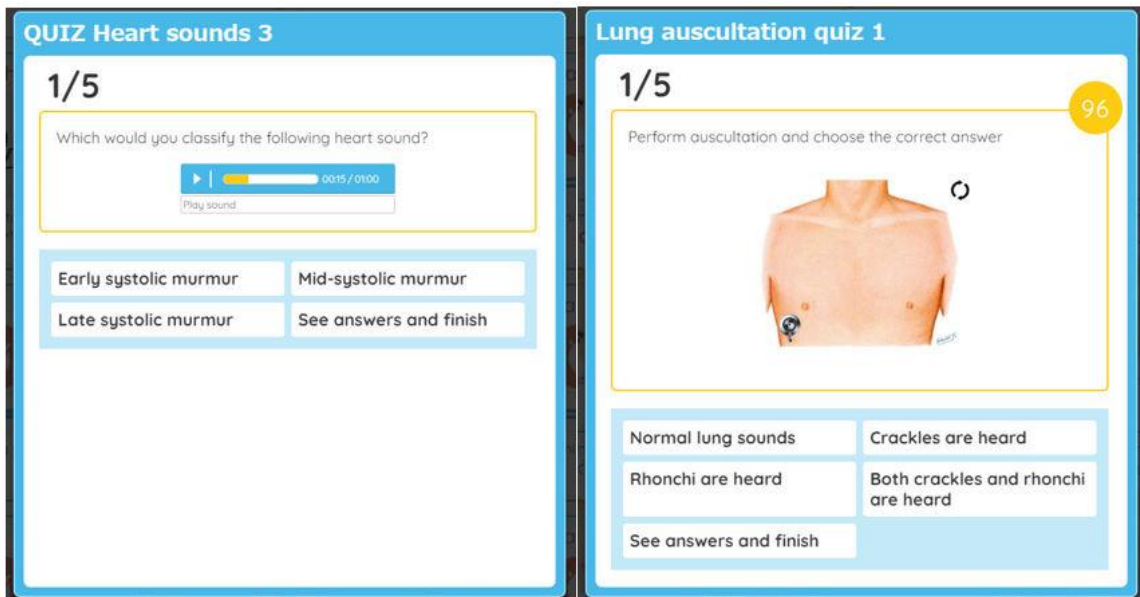 QUIZ Heart sounds 3
1/5
Which would you classify the following heart sound?
00:15 / 01:00
Play sound
Early systolic murmur
Mid-systolic murmur
Late systolic murmur
See answers and finish
Lung auscultation quiz 1
1/5
96
Perform auscultation and choose the correct answer
Normal lung sounds
Crackles are heard
Rhonchi are heard
Both crackles and rhonchi
are heard
See answers and finish